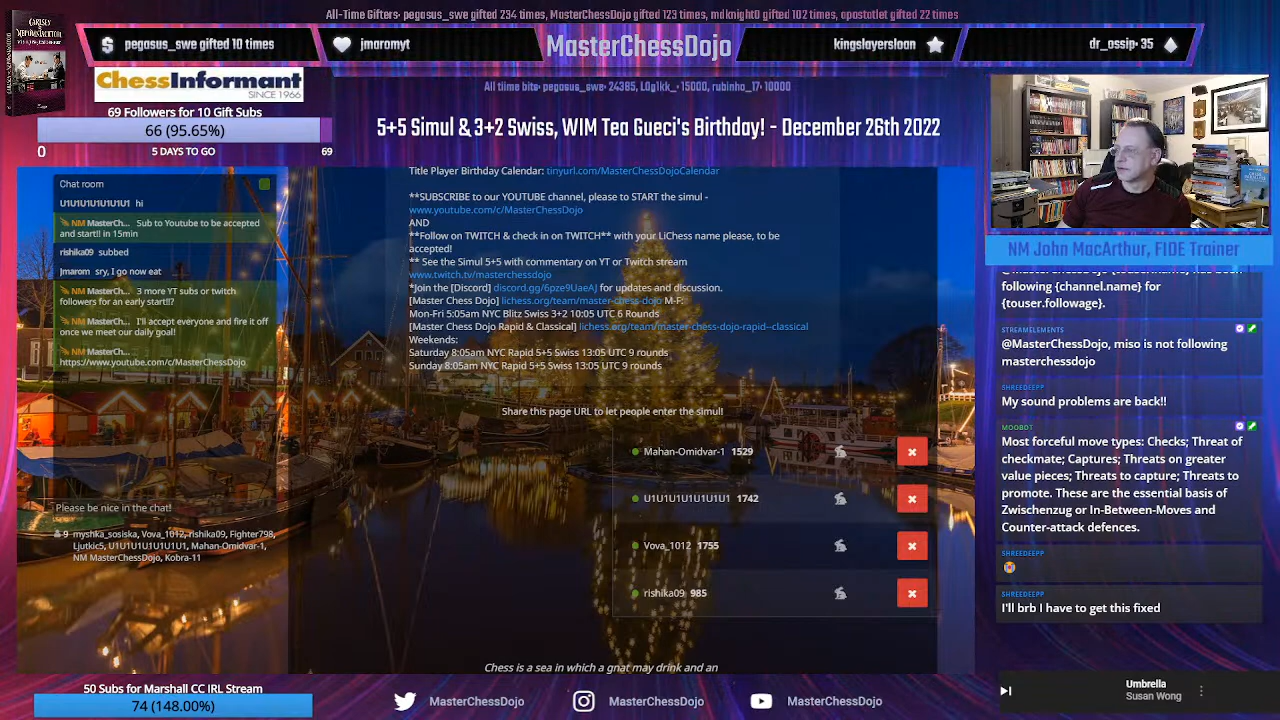 All-Time Gifters• pegasus_swe gifted 234 times, MasterChessDojo gifted 123 times, mdknight0 gifted 102 times, apostotlet gifted 22 times
pegasus_swe gifted 10 times
jmaromyt
MasterChessDojo
kingslayersloan
dr_ossip• 35
ChessInformant
SINCE 1966
All time bits• pegasus_swe• 24385, L0g1kk_• 15000, rubinho_17• 10000
69 Followers for 10 Gift Subs
66 (95.65%)
0
5 DAYS TO GO
69
5+5 Simul & 3+2 Swiss, WIM Tea Gueci's Birthday! - December 26th 2022
Chat room
U1U1U1U1U1U1U1 hi
NM MasterCh... Sub to Youtube to be accepted
and start!! in 15min
rishika09 subbed
Jmarom sry, I go now eat
NM MasterCh... 3 more YT subs or twitch
followers for an early start!!?
NM MasterCh... I'll accept everyone and fire it off
once we meet our daily goal!
NM MasterCh...
https://www.youtube.com/c/MasterChessDojo
Please be nice in the chat!
9 myshka_sosiska, Vova_1012, rishika09, Fighter798,
Ljutkic5, U1U1U1U1U1U1U1, Mahan-Omidvar-1,
NM MasterChessDojo, Kobra-11
Title Player Birthday Calendar: tinyurl.com/MasterChessDojoCalendar
**SUBSCRIBE to our YOUTUBE channel, please to START the simul -
www.youtube.com/c/MasterChessDojo
AND
**Follow on TWITCH & check in on TWITCH** with your LiChess name please, to be
accepted!
** See the Simul 5+5 with commentary on YT or Twitch stream
www.twitch.tv/masterchessdojo
*Join the [Discord] discord.gg/6pze9UaeAJ for updates and discussion.
[Master Chess Dojo] lichess.org/team/master-chess-dojo M-F:
Mon-Fri 5:05am NYC Blitz Swiss 3+2 10:05 UTC 6 Rounds
[Master Chess Dojo Rapid & Classical] lichess.org/team/master-chess-dojo-rapid--classical
Weekends:
Saturday 8:05am NYC Rapid 5+5 Swiss 13:05 UTC 9 rounds
Sunday 8:05am NYC Rapid 5+5 Swiss 13:05 UTC 9 rounds
Share this page URL to let people enter the simul!
Mahan-Omidvar-1 1529
U1U1U1U1U1U1U1 1742
Vova_1012 1755
rishika09 985
Chess is a sea in which a gnat may drink and an
NM John MacArthur, FIDE Trainer
following {channel.name} for
{touser.followage}.
STREAMELEMENTS
@MasterChessDojo, miso is not following
masterchessdojo
SHREEDEEPP
My sound problems are back!!
MOOBOT
Most forceful move types: Checks; Threat of
checkmate; Captures; Threats on greater
value pieces; Threats to capture; Threats to
promote. These are the essential basis of
Zwischenzug or In-Between-Moves and
Counter-attack defences.
SHREEDEEPP
SHREEDEEPP
I'll brb I have to get this fixed
50 Subs for Marshall CC IRL Stream
74 (148.00%)
MasterChessDojo
MasterChessDojo
MasterChessDojo
Umbrella
Susan Wong